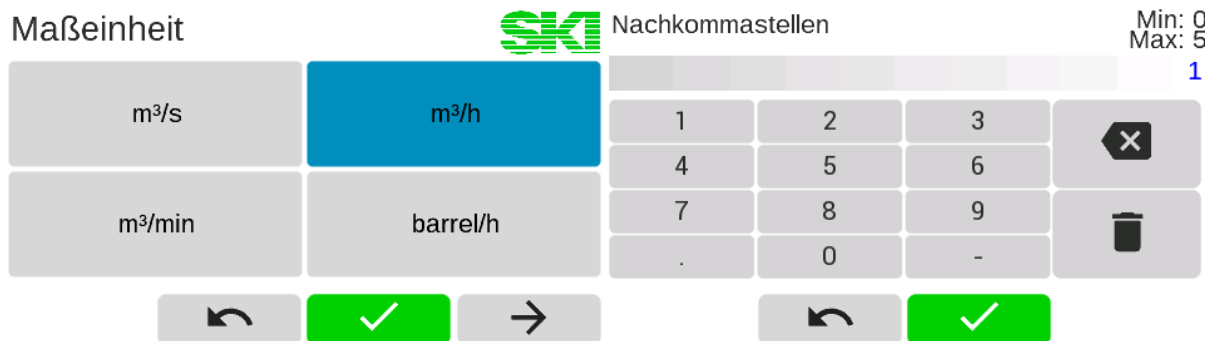 Maßeinheit
SKI
m³/s
m³/h
m³/min
barrel/h
Nachkommastellen
Min: 0
Max: 5
1
1 2 3
4 5 6
7 8 9
. 0 -